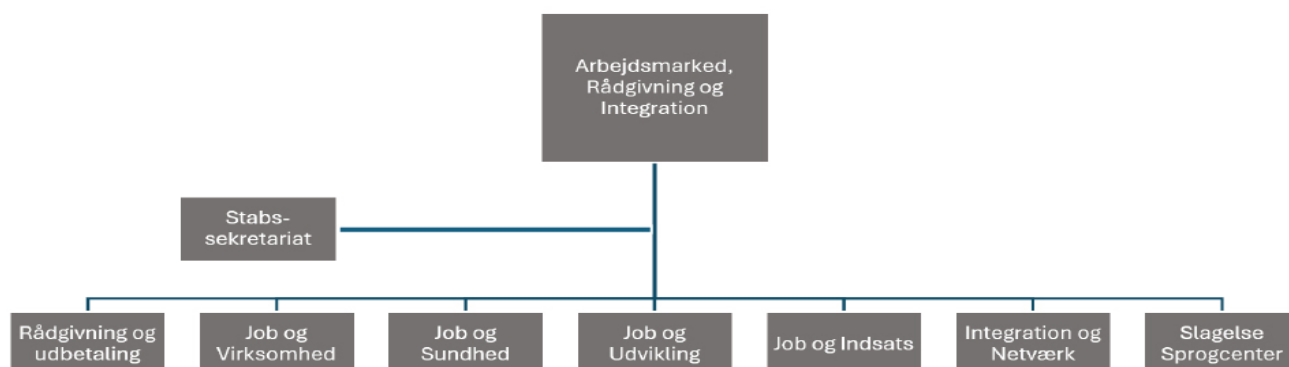 Arbejdsmarked,
Rådgivning og
Integration
Stabs-
sekretariat
Rådgivning og
udbetaling
Job og
Virksomhed
Job og
Sundhed
Job og
Udvikling
Job og Indsats
Integration og
Netværk
Slagelse
Sprogcenter